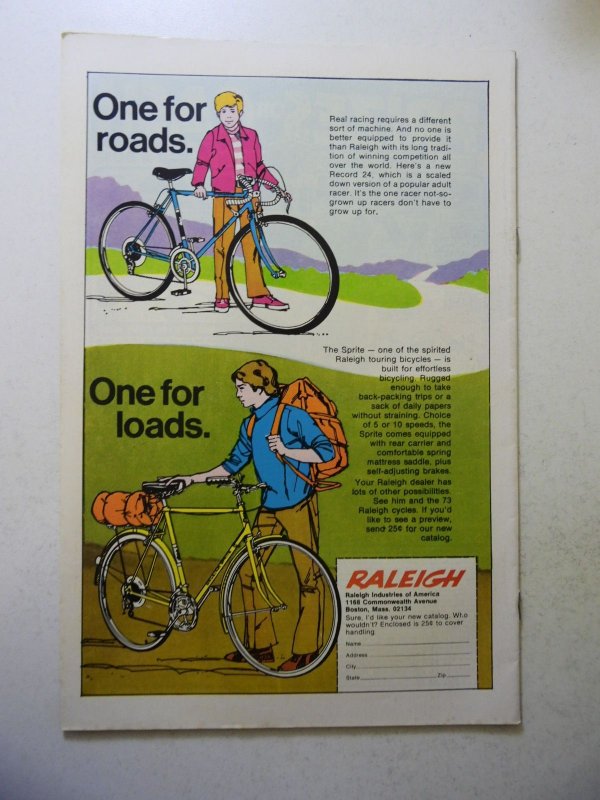 One for
roads.
Real racing requires a different
sort of machine. And no one is
better equipped to provide it
than Raleigh with its long tradi-
tion of winning competition all
over the world. Here's a new
Record 24, which is a scaled
down version of a popular adult
racer. It's the one racer not-so-
grown up racers don't have to
grow up for.
The Sprite — one of the spirited
Raleigh touring bicycles — is
built for effortless
bicycling. Rugged
enough to take
back-packing trips or a
sack of daily papers
without straining. Choice
of 5 or 10 speeds, the
Sprite comes equipped
with rear carrier and
comfortable spring
mattress saddle, plus
self-adjusting brakes.
Your Raleigh dealer has
lots of other possibilities.
See him and the 73
Raleigh cycles. If you'd
like to see a preview,
send 25¢ for our new
catalog.
One for
loads.
RALEIGH
Raleigh Industries of America
1168 Commonwealth Avenue
Boston, Mass. 02134
Sure, I'd like your new catalog. Who
wouldn't? Enclosed is 25¢ to cover
handling
Name
Address
City
State Zip